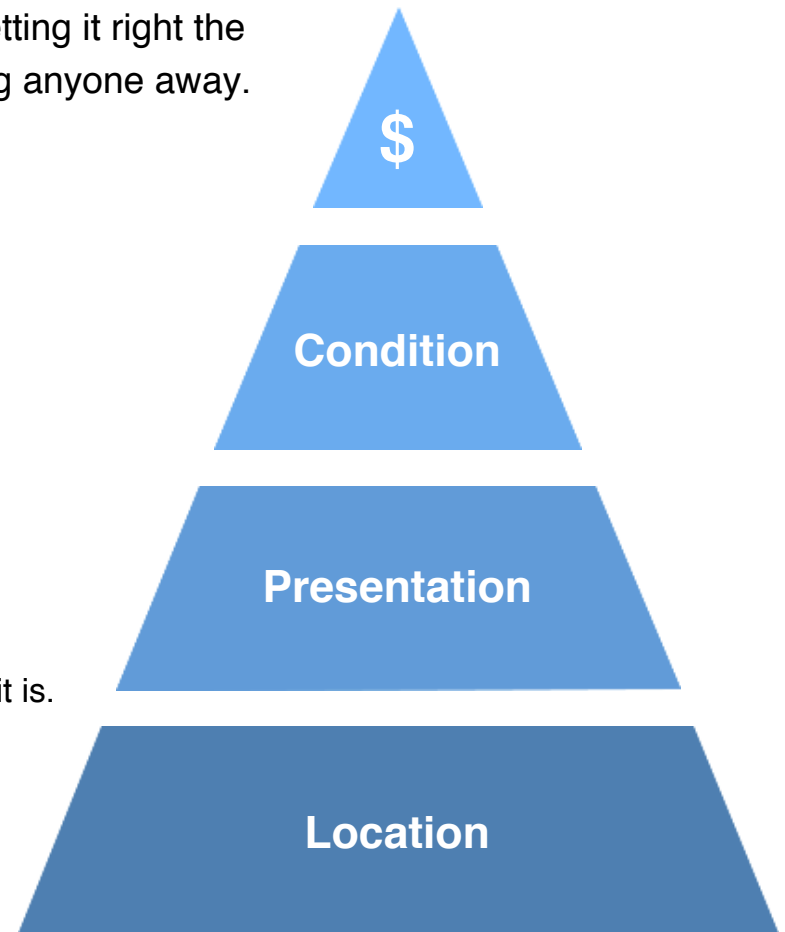 tting it right the
g anyone away.
$
Condition
Presentation
it is.
Location